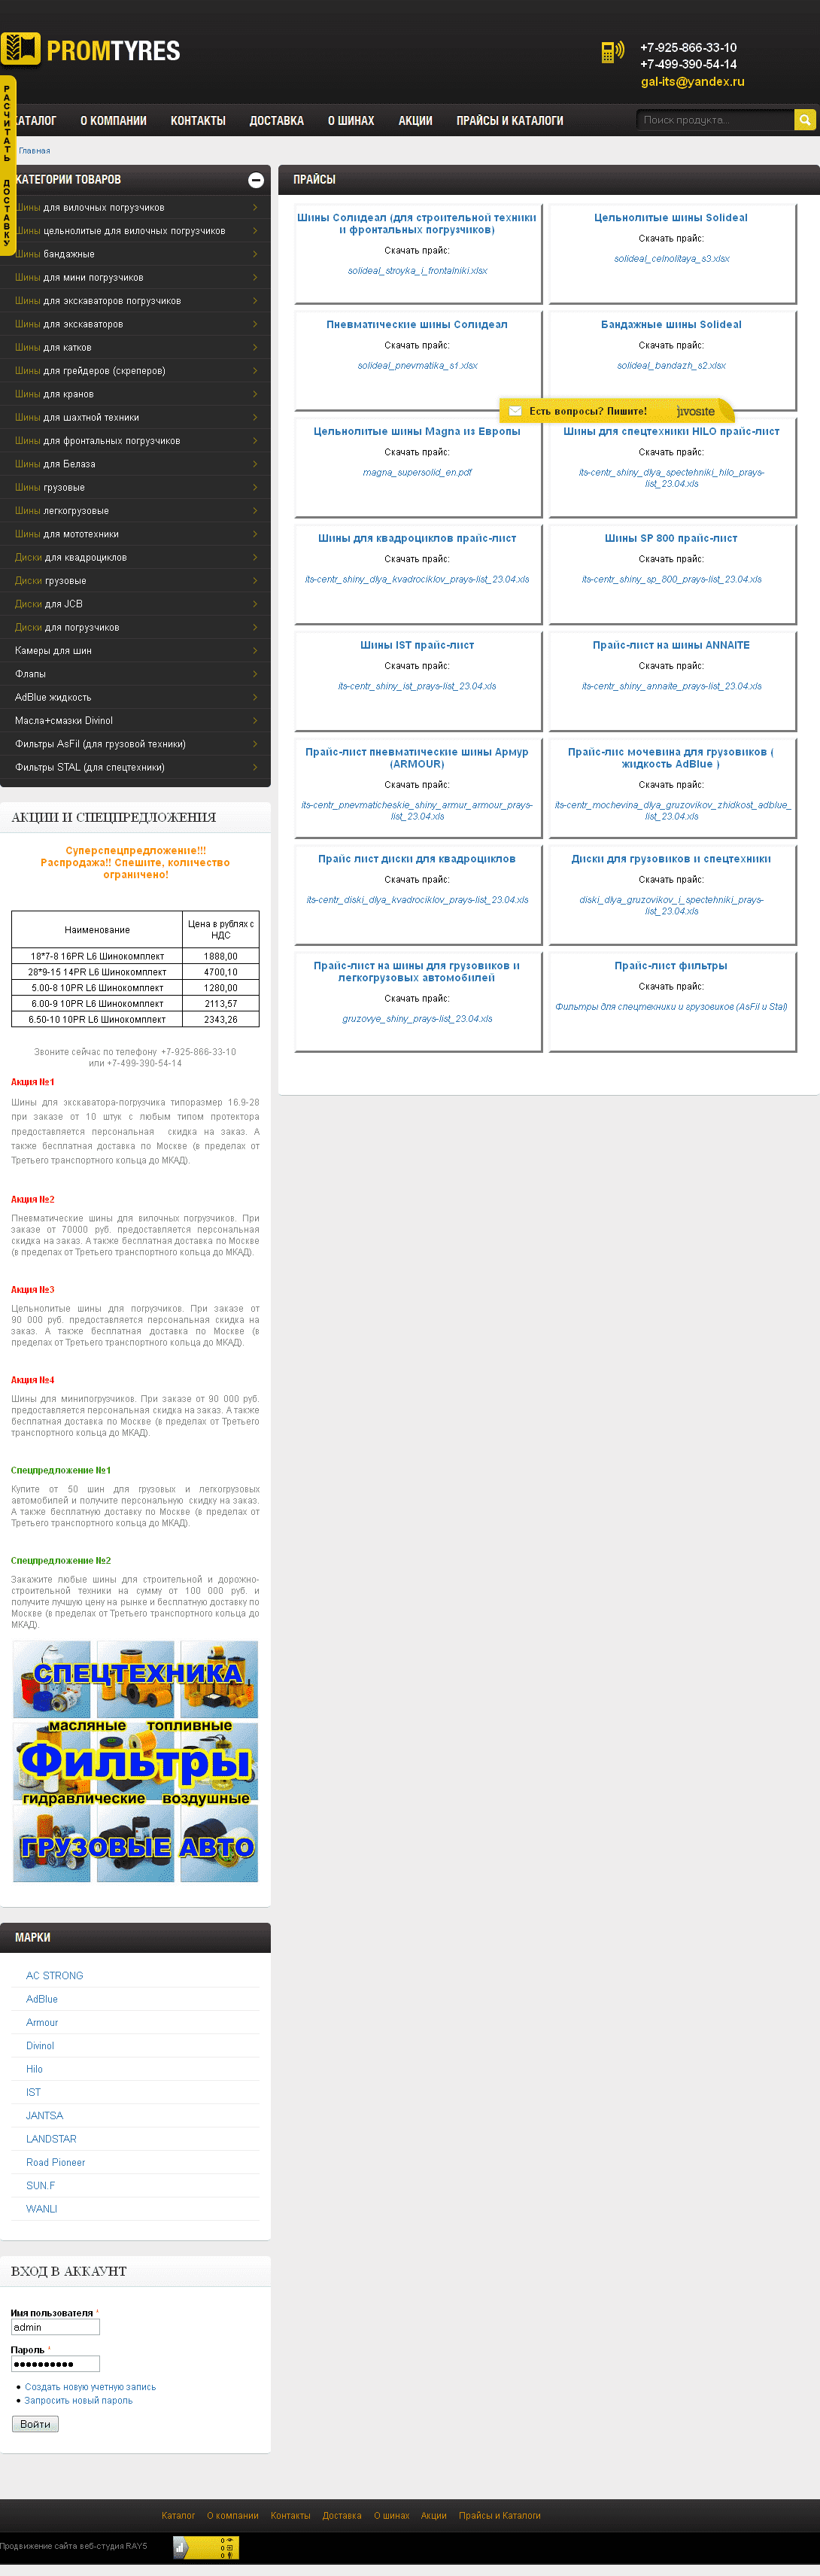 PROMTYRES
+7-925-866-33-10
+7-499-390-54-14
gal-its@yandex.ru
РАСЧИТАТЬ ДОСТАВКУ
КАТАЛОГ О КОМПАНИИ КОНТАКТЫ ДОСТАВКА О ШИНАХ АКЦИИ ПРАЙСЫ И КАТАЛОГИ
Поиск продукта...
Главная
КАТЕГОРИИ ТОВАРОВ
Шины для вилочных погрузчиков
Шины цельнолитые для вилочных погрузчиков
Шины бандажные
Шины для мини погрузчиков
Шины для экскаваторов погрузчиков
Шины для экскаваторов
Шины для катков
Шины для грейдеров (скреперов)
Шины для кранов
Шины для шахтной техники
Шины для фронтальных погрузчиков
Шины для Белаза
Шины грузовые
Шины легкогрузовые
Шины для мототехники
Диски для квадроциклов
Диски грузовые
Диски для JCB
Диски для погрузчиков
Камеры для шин
Флапы
AdBlue жидкость
Масла+смазки Divinol
Фильтры AsFil (для грузовой техники)
Фильтры STAL (для спецтехники)
ПРАЙСЫ
Шины Солидеал (для строительной техники
и фронтальных погрузчиков)
Скачать прайс:
solideal_stroyka_i_frontalniki.xlsx
Цельнолитые шины Solideal
Скачать прайс:
solideal_celnolitaya_s3.xlsx
Пневматические шины Солидеал
Скачать прайс:
solideal_pnevmatika_s1.xlsx
Бандажные шины Solideal
Скачать прайс:
solideal_bandazh_s2.xlsx
Есть вопросы? Пишите! jivosite
Цельнолитые шины Magna из Европы
Скачать прайс:
magna_supersolid_en.pdf
Шины для спецтехники HILO прайс-лист
Скачать прайс:
its-centr_shiny_dlya_spectehniki_hilo_prays-
list_23.04.xls
Шины для квадроциклов прайс-лист
Скачать прайс:
its-centr_shiny_dlya_kvadrociklov_prays-list_23.04.xls
Шины SP 800 прайс-лист
Скачать прайс:
its-centr_shiny_sp_800_prays-list_23.04.xls
Шины IST прайс-лист
Скачать прайс:
its-centr_shiny_ist_prays-list_23.04.xls
Прайс-лист на шины ANNAITE
Скачать прайс:
its-centr_shiny_annaite_prays-list_23.04.xls
Прайс-лист пневматические шины Армур
(ARMOUR)
Скачать прайс:
its-centr_pnevmaticheskie_shiny_armur_armour_prays-
list_23.04.xls
Прайс-лис мочевина для грузовиков (
жидкость AdBlue )
Скачать прайс:
its-centr_mochevina_dlya_gruzovikov_zhidkost_adblue_
list_23.04.xls
Прайс лист диски для квадроциклов
Скачать прайс:
its-centr_diski_dlya_kvadrociklov_prays-list_23.04.xls
Диски для грузовиков и спецтехники
Скачать прайс:
diski_dlya_gruzovikov_i_spectehniki_prays-
list_23.04.xls
Прайс-лист на шины для грузовиков и
легкогрузовых автомобилей
Скачать прайс:
gruzovye_shiny_prays-list_23.04.xls
Прайс-лист фильтры
Скачать прайс:
Фильтры для спецтехники и грузовиков (AsFil и Stal)
АКЦИИ И СПЕЦПРЕДЛОЖЕНИЯ
Суперспецпредложение!!!
Распродажа!! Спешите, количество
ограничено!
Наименование Цена в рублях с НДС
18*7-8 16PR L6 Шинокомплект 1888,00
28*9-15 14PR L6 Шинокомплект 4700,10
5.00-8 10PR L6 Шинокомплект 1280,00
6.00-9 10PR L6 Шинокомплект 2113,57
6.50-10 10PR L6 Шинокомплект 2343,26
Звоните сейчас по телефону +7-925-866-33-10
или +7-499-390-54-14
Акция №1
Шины для экскаватора-погрузчика типоразмер 16.9-28
при заказе от 10 штук с любым типом протектора
предоставляется персональная скидка на заказ. А
также бесплатная доставка по Москве (в пределах от
Третьего транспортного кольца до МКАД).
Акция №2
Пневматические шины для вилочных погрузчиков. При
заказе от 70000 руб. предоставляется персональная
скидка на заказ. А также бесплатная доставка по Москве
(в пределах от Третьего транспортного кольца до МКАД).
Акция №3
Цельнолитые шины для погрузчиков. При заказе от
90 000 руб. предоставляется персональная скидка на
заказ. А также бесплатная доставка по Москве (в
пределах от Третьего транспортного кольца до МКАД).
Акция №4
Шины для минипогрузчиков. При заказе от 90 000 руб.
предоставляется персональная скидка на заказ. А также
бесплатная доставка по Москве (в пределах от Третьего
транспортного кольца до МКАД).
Спецпредложение №1
Купите от 50 шин для грузовых и легкогрузовых
автомобилей и получите персональную скидку на заказ.
А также бесплатную доставку по Москве (в пределах от
Третьего транспортного кольца до МКАД).
Спецпредложение №2
Закажите любые шины для строительной и дорожно-
строительной техники на сумму от 100 000 руб. и
получите лучшую цену на рынке и бесплатную доставку по
Москве (в пределах от Третьего транспортного кольца до
МКАД).
СПЕЦТЕХНИКА
масляные топливные
Фильтры
гидравлические воздушные
ГРУЗОВЫЕ АВТО
МАРКИ
AC STRONG
AdBlue
Armour
Divinol
Hilo
IST
JANTSA
LANDSTAR
Road Pioneer
SUN.F
WANLI
ВХОД В АККАУНТ
Имя пользователя *
admin
Пароль *
Создать новую учетную запись
Запросить новый пароль
Войти
Каталог О компании Контакты Доставка О шинах Акции Прайсы и Каталоги
Продвижение сайта веб-студия RAY5
0
0
0